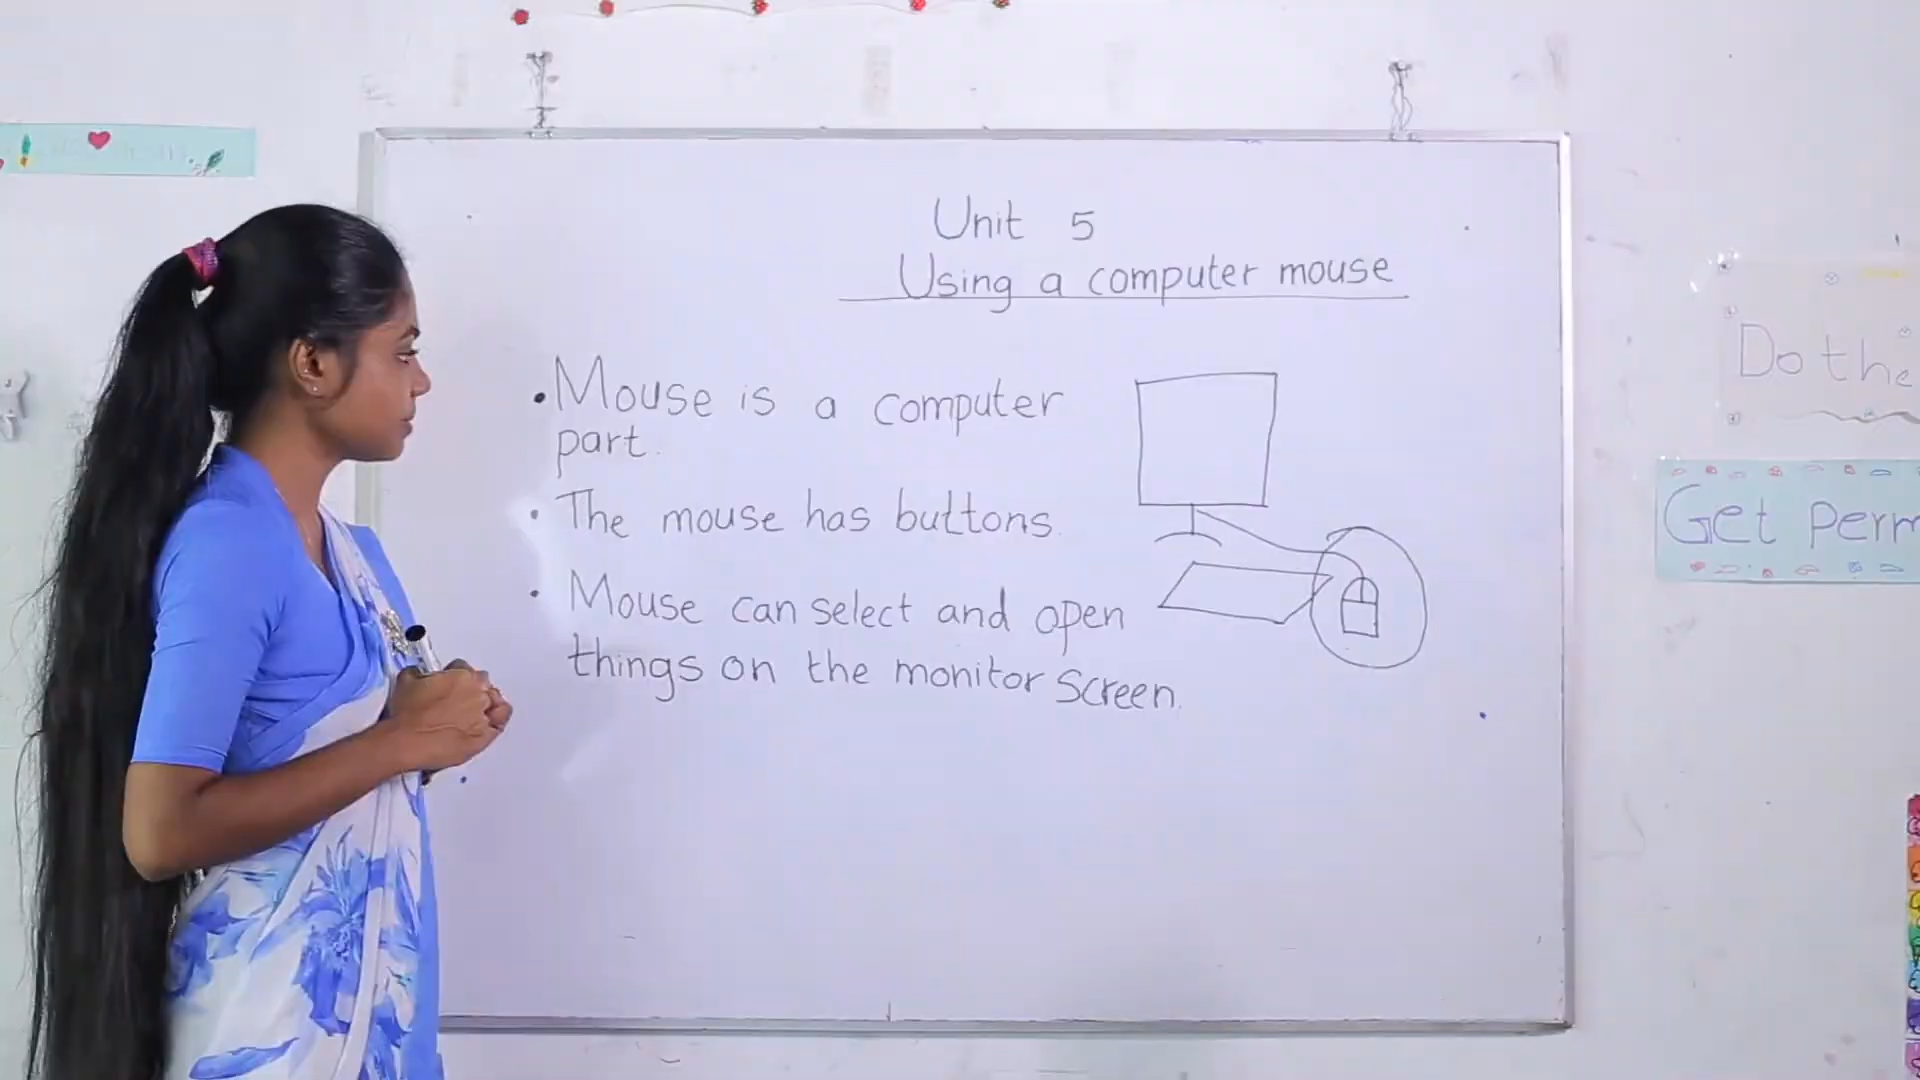 Unit 5
Using a computer mouse
• Mouse is a computer
part.
• The mouse has buttons.
• Mouse can select and open
things on the monitor screen.
Do the
Get perm